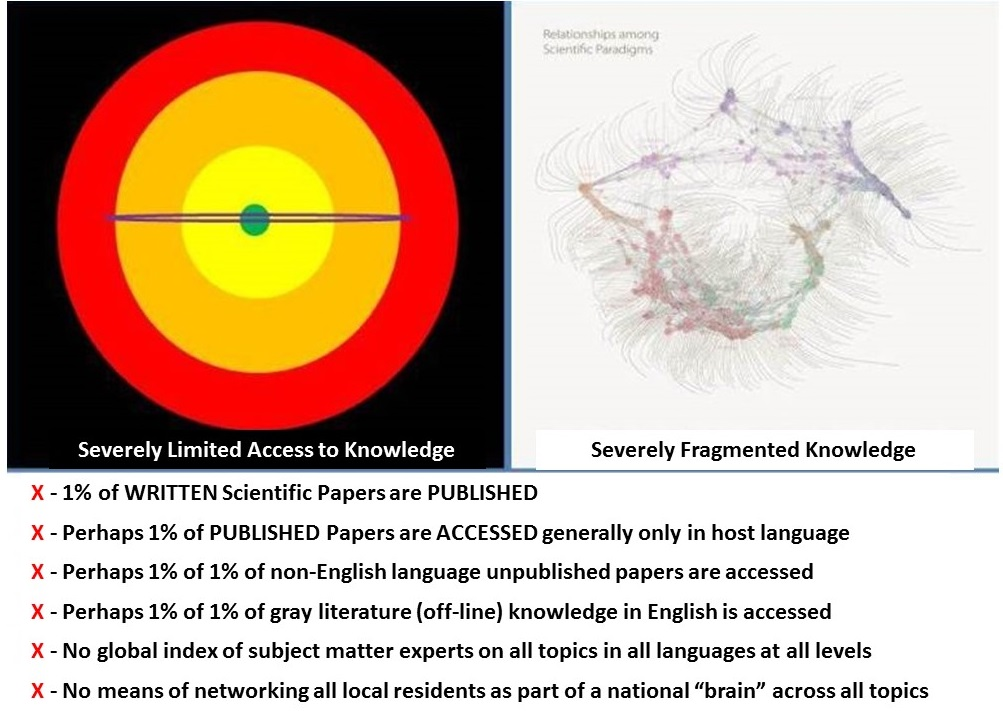 Relationships among
Scientific Paradigms
Severely Limited Access to Knowledge
Severely Fragmented Knowledge
X - 1% of WRITTEN Scientific Papers are PUBLISHED
X - Perhaps 1% of PUBLISHED Papers are ACCESSED generally only in host language
X - Perhaps 1% of 1% of non-English language unpublished papers are accessed
X - Perhaps 1% of 1% of gray literature (off-line) knowledge in English is accessed
X - No global index of subject matter experts on all topics in all languages at all levels
X - No means of networking all local residents as part of a national “brain” across all topics